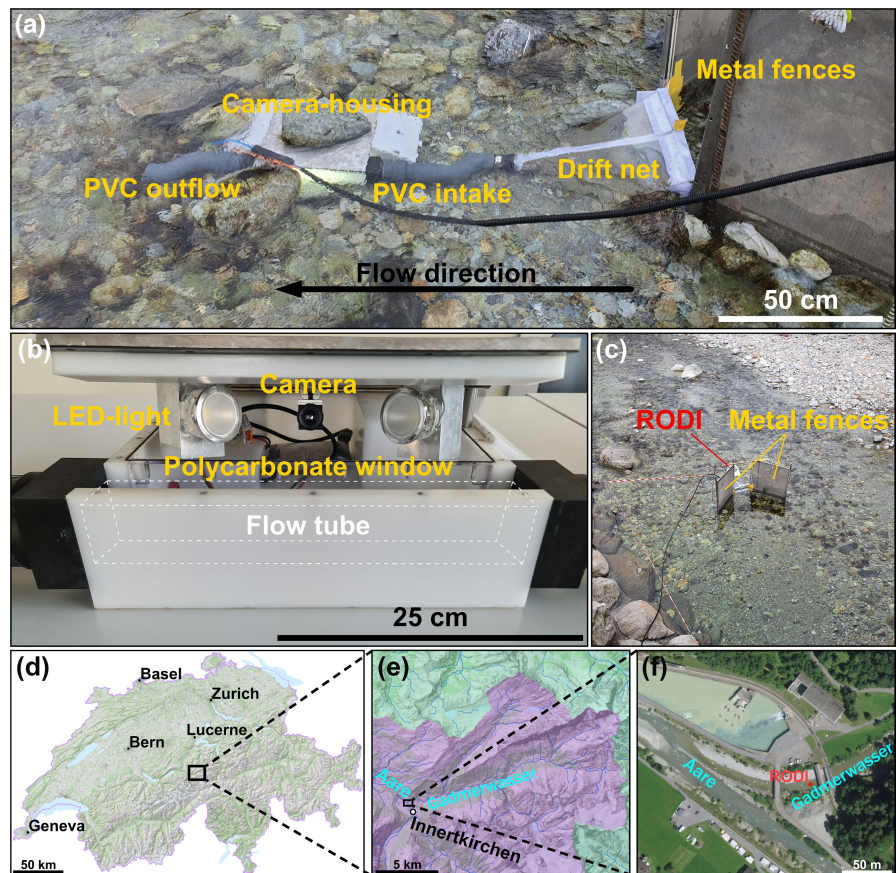 (a)
Metal fences
Camera-housing
Drift net
PVC outflow
PVC intake
Flow direction
50 cm
(b)
Camera
LED-light
Polycarbonate window
Flow tube
25 cm
(c)
RODI
Metal fences
(d)
Basel
Zurich
Lucerne
Bern
Geneva
50 km
(e)
Aare
Gadmerwasser
Innertkirchen
5 km
(f)
Aare
RODI
Gadmerwasser
50 m